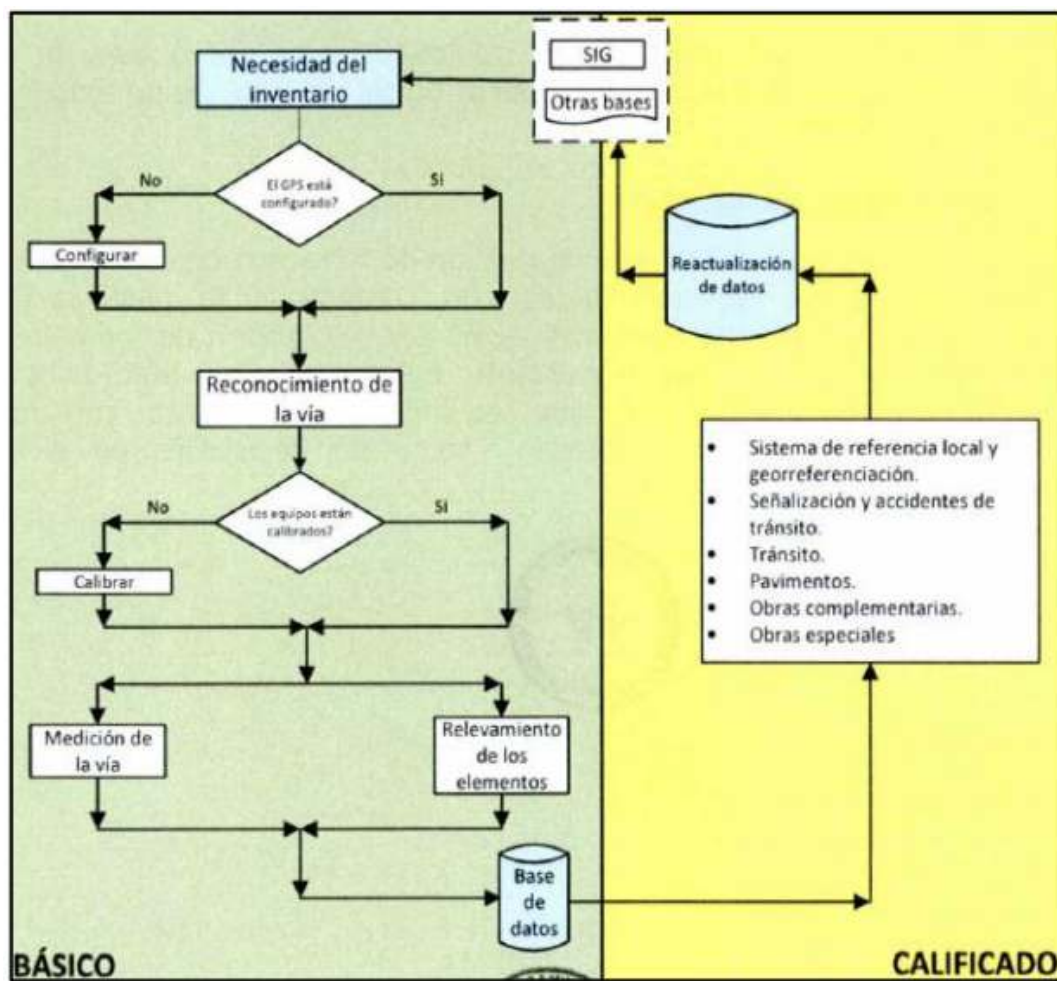 Necesidad del
inventario
SIG
Otras bases
El GPS está
configurado?
No
Si
Configurar
Reactualización
de datos
Reconocimiento de
la vía
Los equipos están
calibrados?
No
Si
Calibrar
• Sistema de referencia local y
georreferenciación.
• Señalización y accidentes de
tránsito.
• Tránsito.
• Pavimentos.
• Obras complementarias.
• Obras especiales
Medición de
la vía
Relevamiento
de los
elementos
Base
de
datos
BÁSICO
CALIFICADO